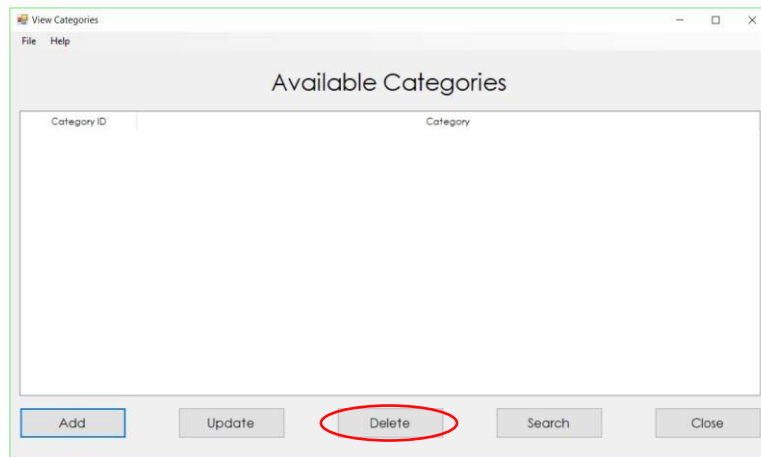 View Categories
File Help
Available Categories
Category ID Category
Add Update Delete Search Close